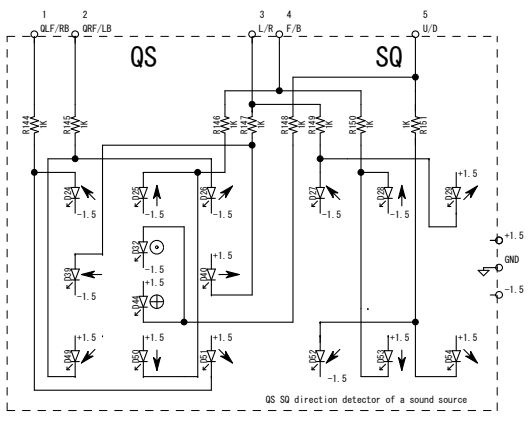 1 2 3 4 5
QLF/RB QRF/LB L/R F/B U/D
QS SQ
R144 1K R145 1K R146 1K R147 1K R148 1K R149 1K R150 1K 1K R151
D24 -1.5 D25 -1.5 D26 -1.5 D27 -1.5 D28 -1.5 +1.5 D29
+1.5
D32 -1.5
GND
D39 -1.5 D40
+1.5 D44
-1.5
+1.5 D49 +1.5 D50 +1.5 D51 D52 -1.5 +1.5 D53 +1.5 D54
QS SQ direction detector of a sound source